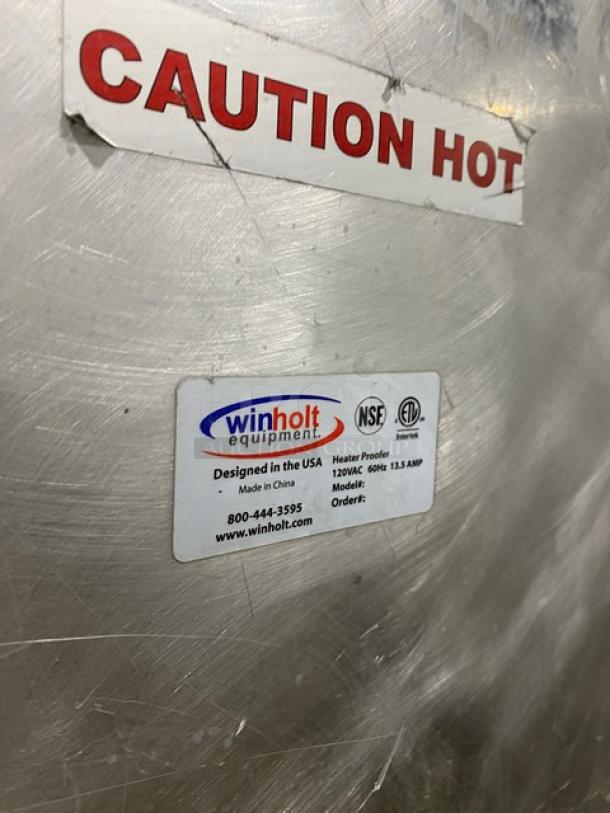 CAUTION HOT
winholt
equipment.
NSF
ETL
Intertek
Designed in the USA
- Made in China
800-444-3595
www.winholt.com
Heater Proofer
120VAC 60Hz 13.5 AMP
Model#:
Order#: